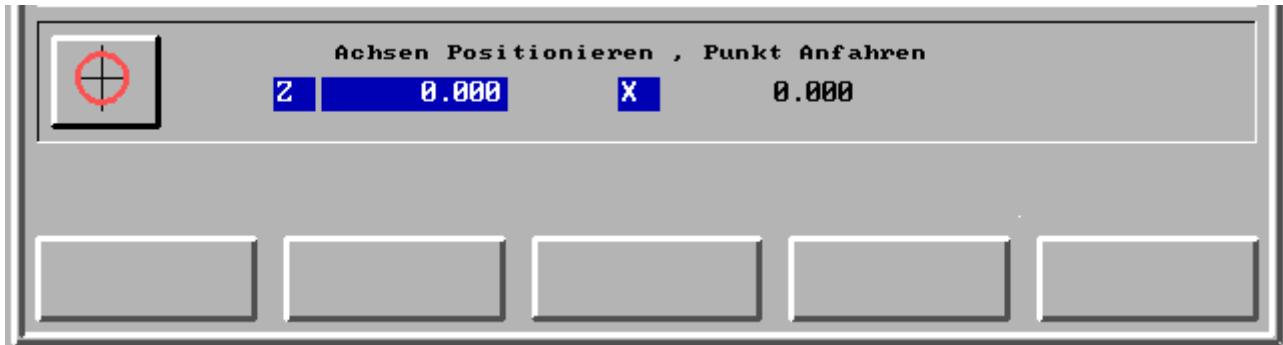 Achsen Positionieren , Punkt Anfahren
Z 0.000 X 0.000